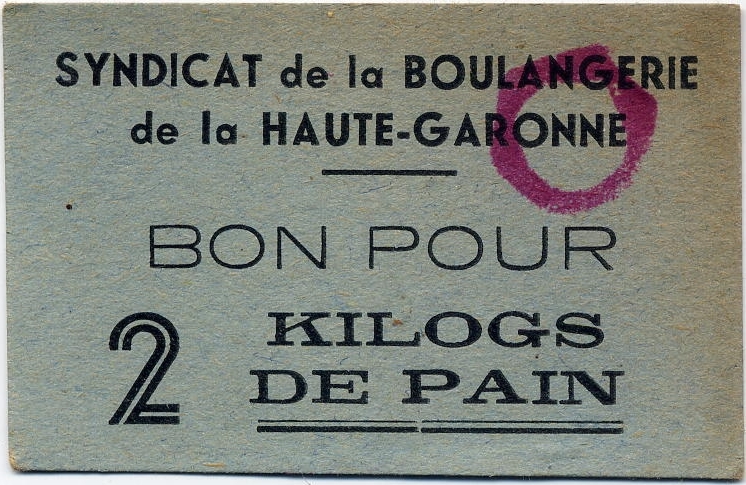 SYNDICAT de la BOULANGERIE
de la HAUTE-GARONNE
BON POUR
2 KILOGS
DE PAIN